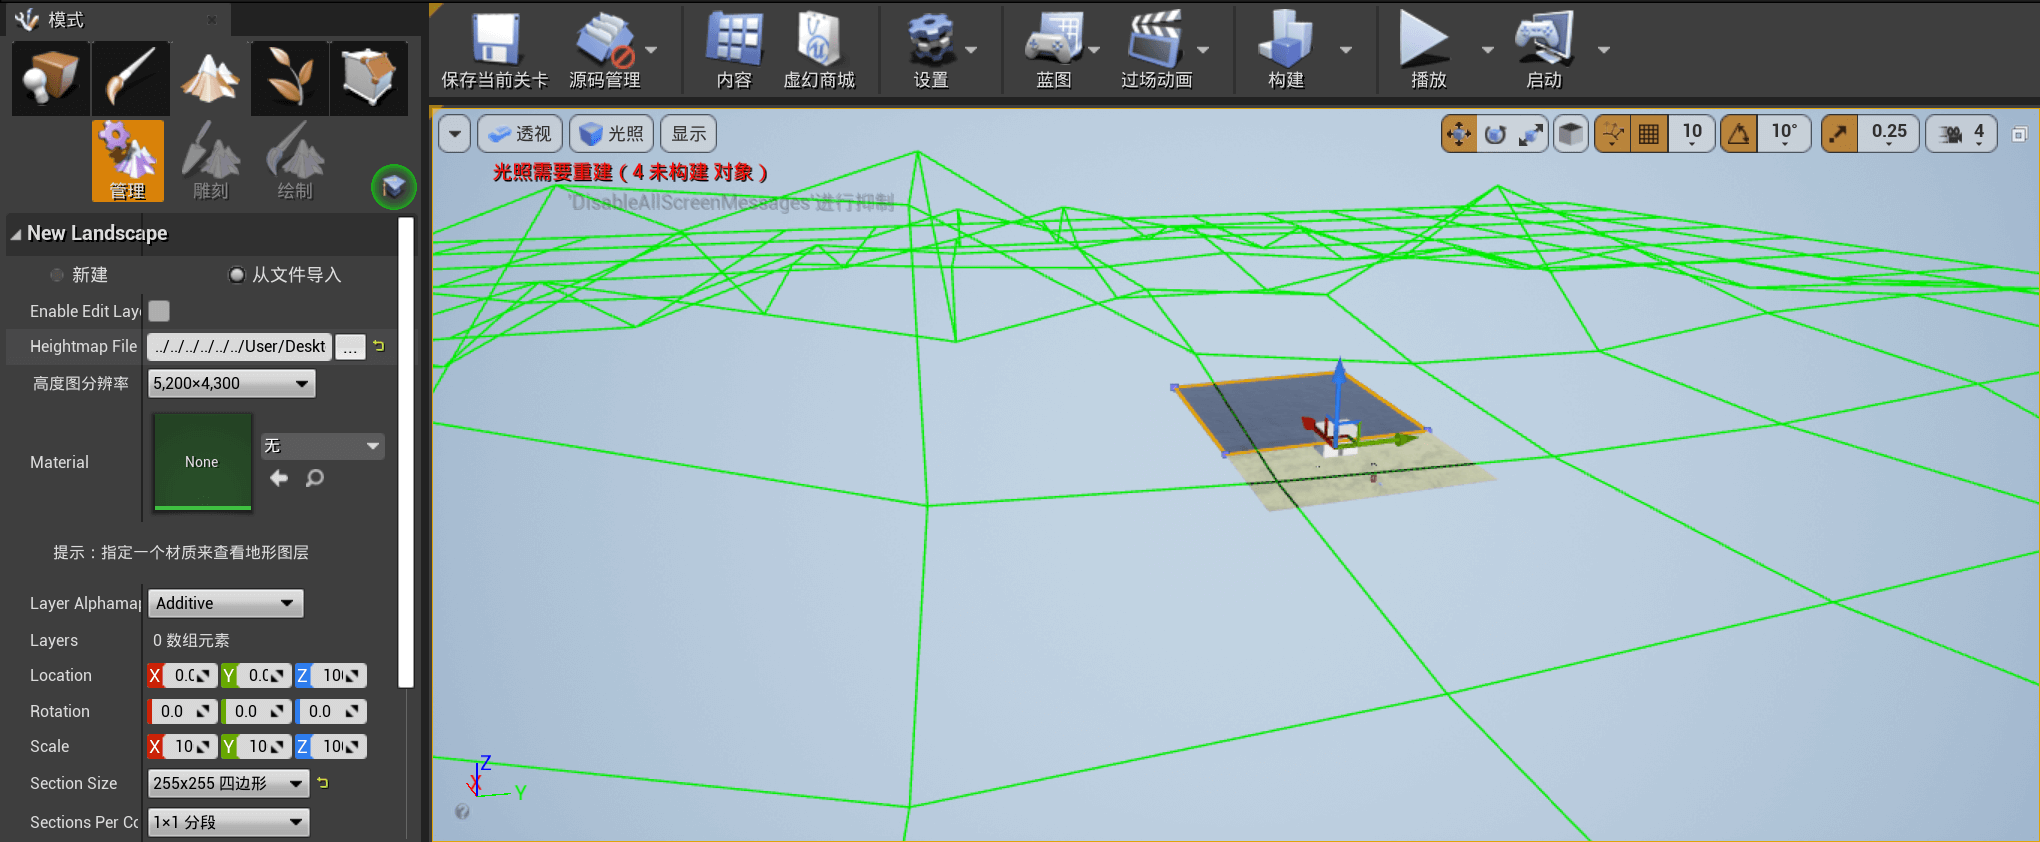 模式
保存当前关卡
源码管理
内容
虚幻商城
设置
蓝图
过场动画
构建
播放
启动
管理
雕刻
绘制
透视
光照
显示
10
10°
0.25
4
光照需要重建（4 未构建 对象）
'DisableAllScreenMessages'进行抑制
New Landscape
新建
从文件导入
Enable Edit Lay
Heightmap File
../../../../../../User/Deskt
...
高度图分辨率
5,200×4,300
Material
None
无
提示：指定一个材质来查看地形图层
Layer Alphamap
Additive
Layers
0 数组元素
Location
X 0.0 Y 0.0 Z 10
Rotation
0.0 0.0 0.0
Scale
X 10 Y 10 Z 10
Section Size
255x255 四边形
Sections Per Co
1×1 分段
Z
X
Y